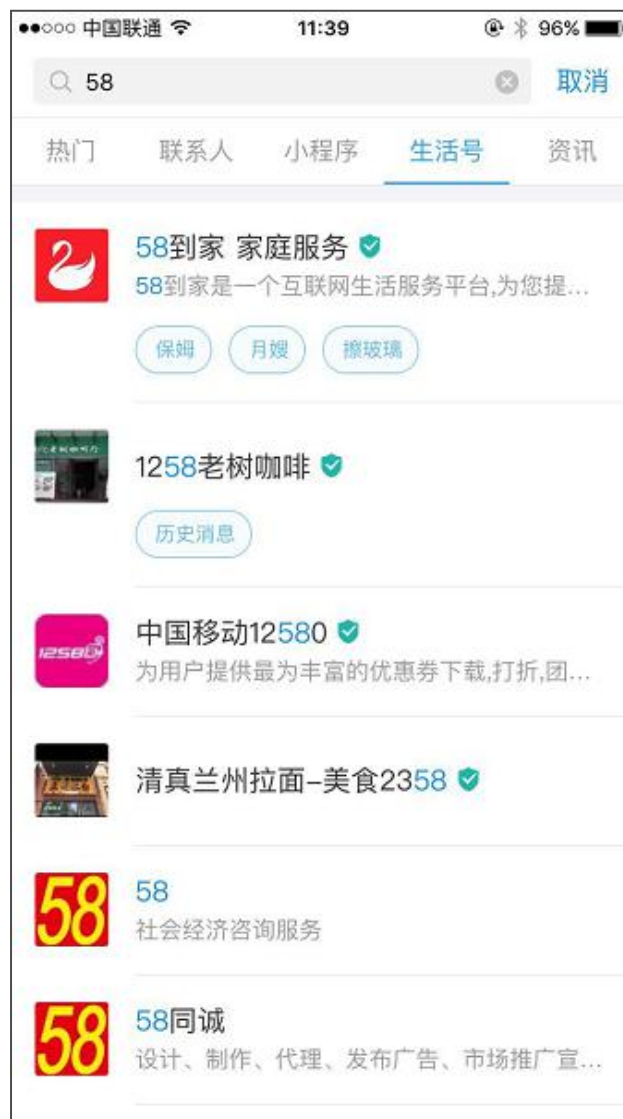 中国联通 11:39 96%
58 取消
热门 联系人 小程序 生活号 资讯
58到家 家庭服务
58到家是一个互联网生活服务平台,为您提...
保姆 月嫂 擦玻璃
1258老树咖啡
历史消息
12580
中国移动12580
为用户提供最为丰富的优惠券下载,打折,团...
清真兰州拉面-美食2358
58
58
社会经济咨询服务
58
58同诚
设计、制作、代理、发布广告、市场推广宣...